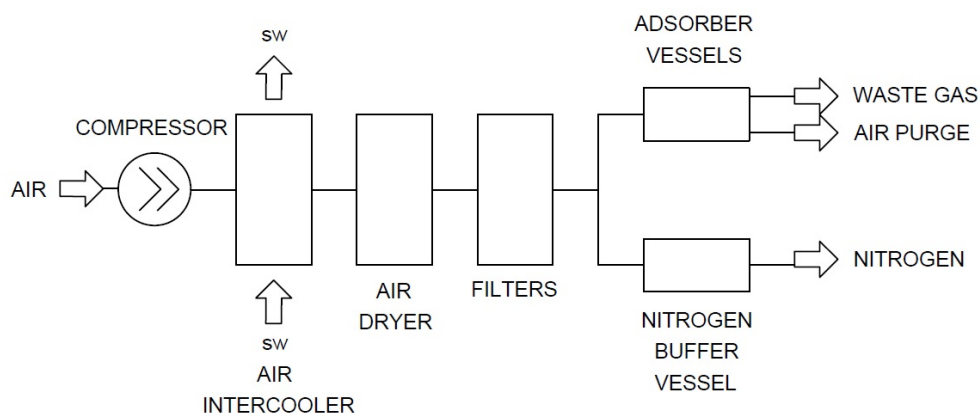 SW
ADSORBER
VESSELS
COMPRESSOR
WASTE GAS
AIR PURGE
AIR
NITROGEN
AIR
DRYER
FILTERS
SW
AIR
INTERCOOLER
NITROGEN
BUFFER
VESSEL